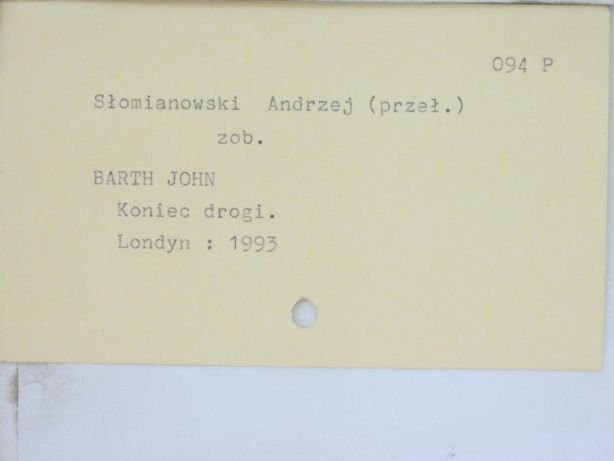 094 P
Słomianowski Andrzej (przeł.)
zob.
BARTH JOHN
Koniec drogi.
Londyn : 1993